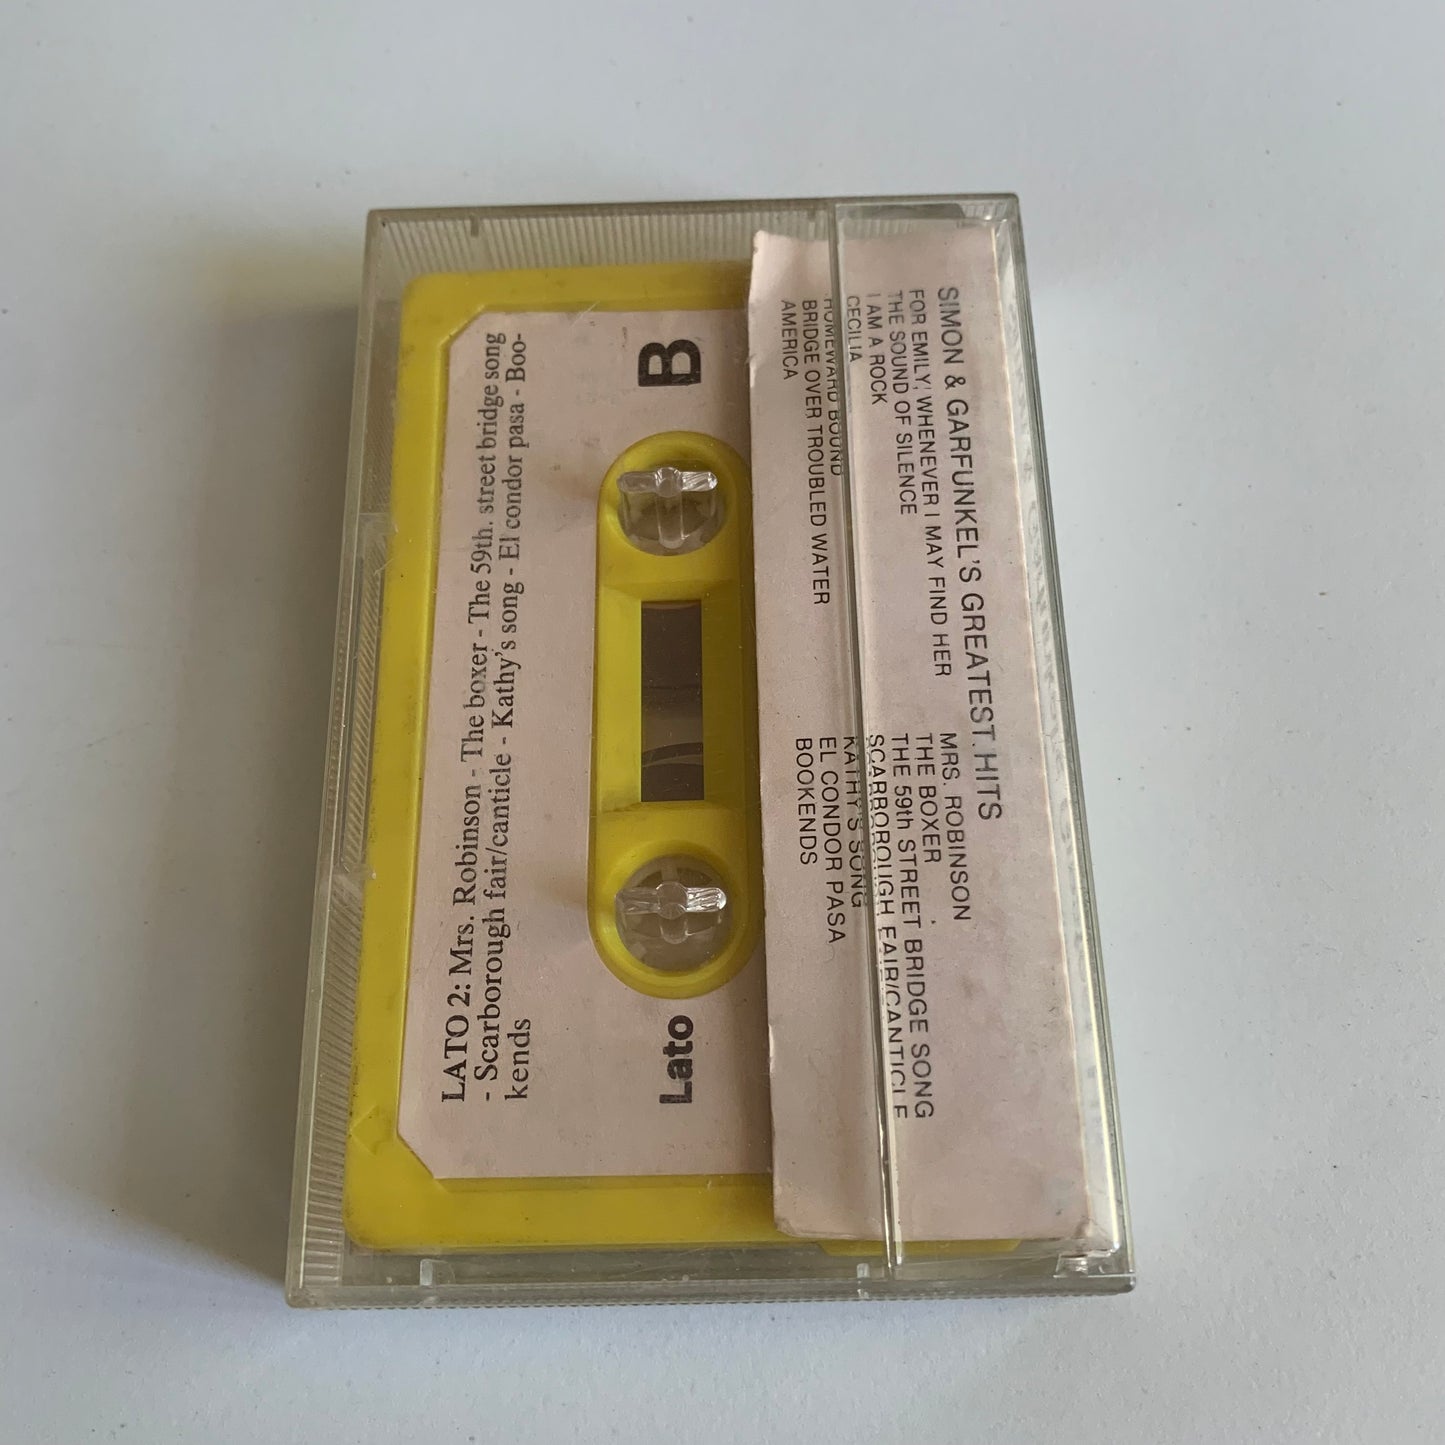 LATO 2: Mrs. Robinson - The boxer - The 59th. street bridge song
- Scarborough fair/canticle - Kathy's song - El condor pasa - Boo-
kends
Lato B
SIMON & GARFUNKEL'S GREATEST HITS
FOR EMILY, WHENEVER I MAY FIND HER
THE SOUND OF SILENCE
I AM A ROCK
CECILIA
HOMEWARD BOUND
BRIDGE OVER TROUBLED WATER
AMERICA
MRS. ROBINSON
THE BOXER
THE 59th STREET BRIDGE SONG
SCARBOROUGH FAIR/CANTICLE
KATHY'S SONG
EL CONDOR PASA
BOOKENDS